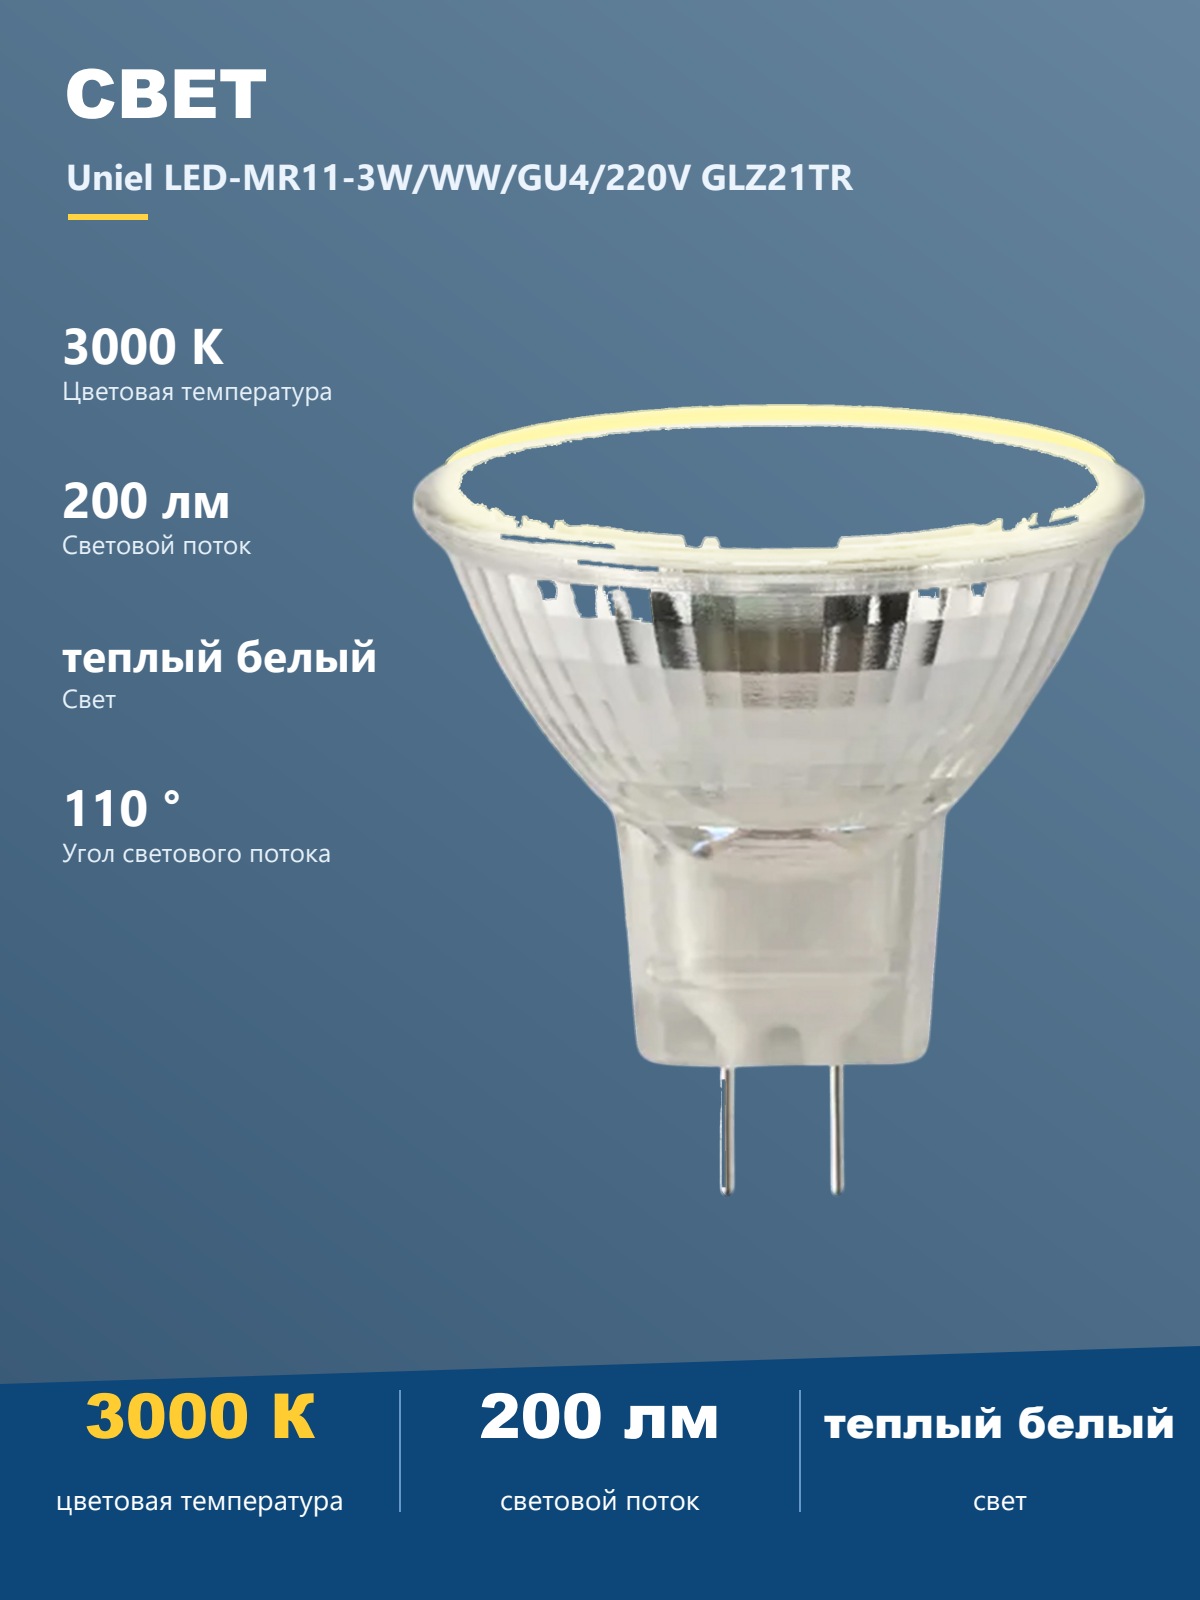 СВЕТ
Uniel LED-MR11-3W/WW/GU4/220V GLZ21TR
3000 К
Цветовая температура
200 лм
Световой поток
теплый белый
Свет
110 °
Угол светового потока
3000 К
цветовая температура
200 лм
световой поток
теплый белый
свет